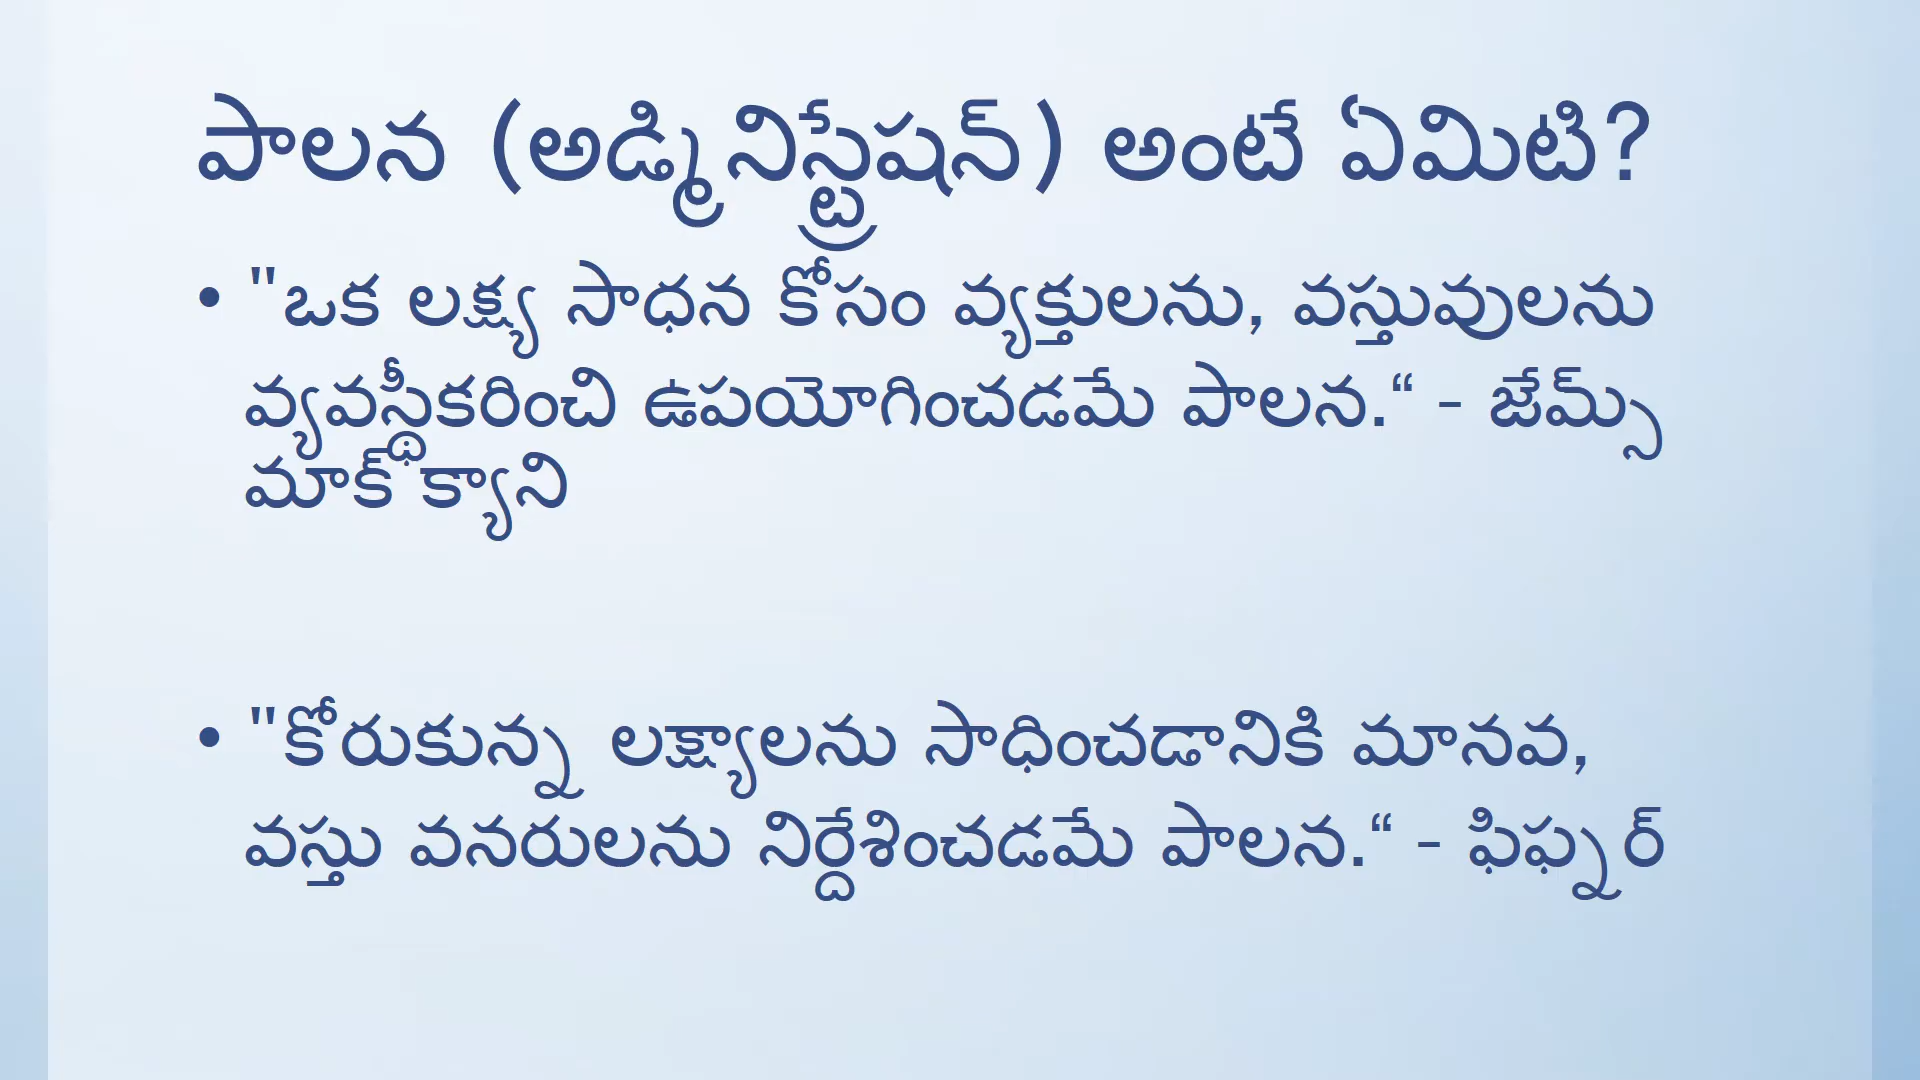 పాలన (అడ్మినిస్ట్రేషన్) అంటే ఏమిటి?
• "ఒక లక్ష్య సాధన కోసం వ్యక్తులను, వస్తువులను
వ్యవస్థీకరించి ఉపయోగించడమే పాలన.“ - జేమ్స్
మాక్ క్యాని
• "కోరుకున్న లక్ష్యాలను సాధించడానికి మానవ,
వస్తు వనరులను నిర్దేశించడమే పాలన.“ - ఫిఫ్నర్